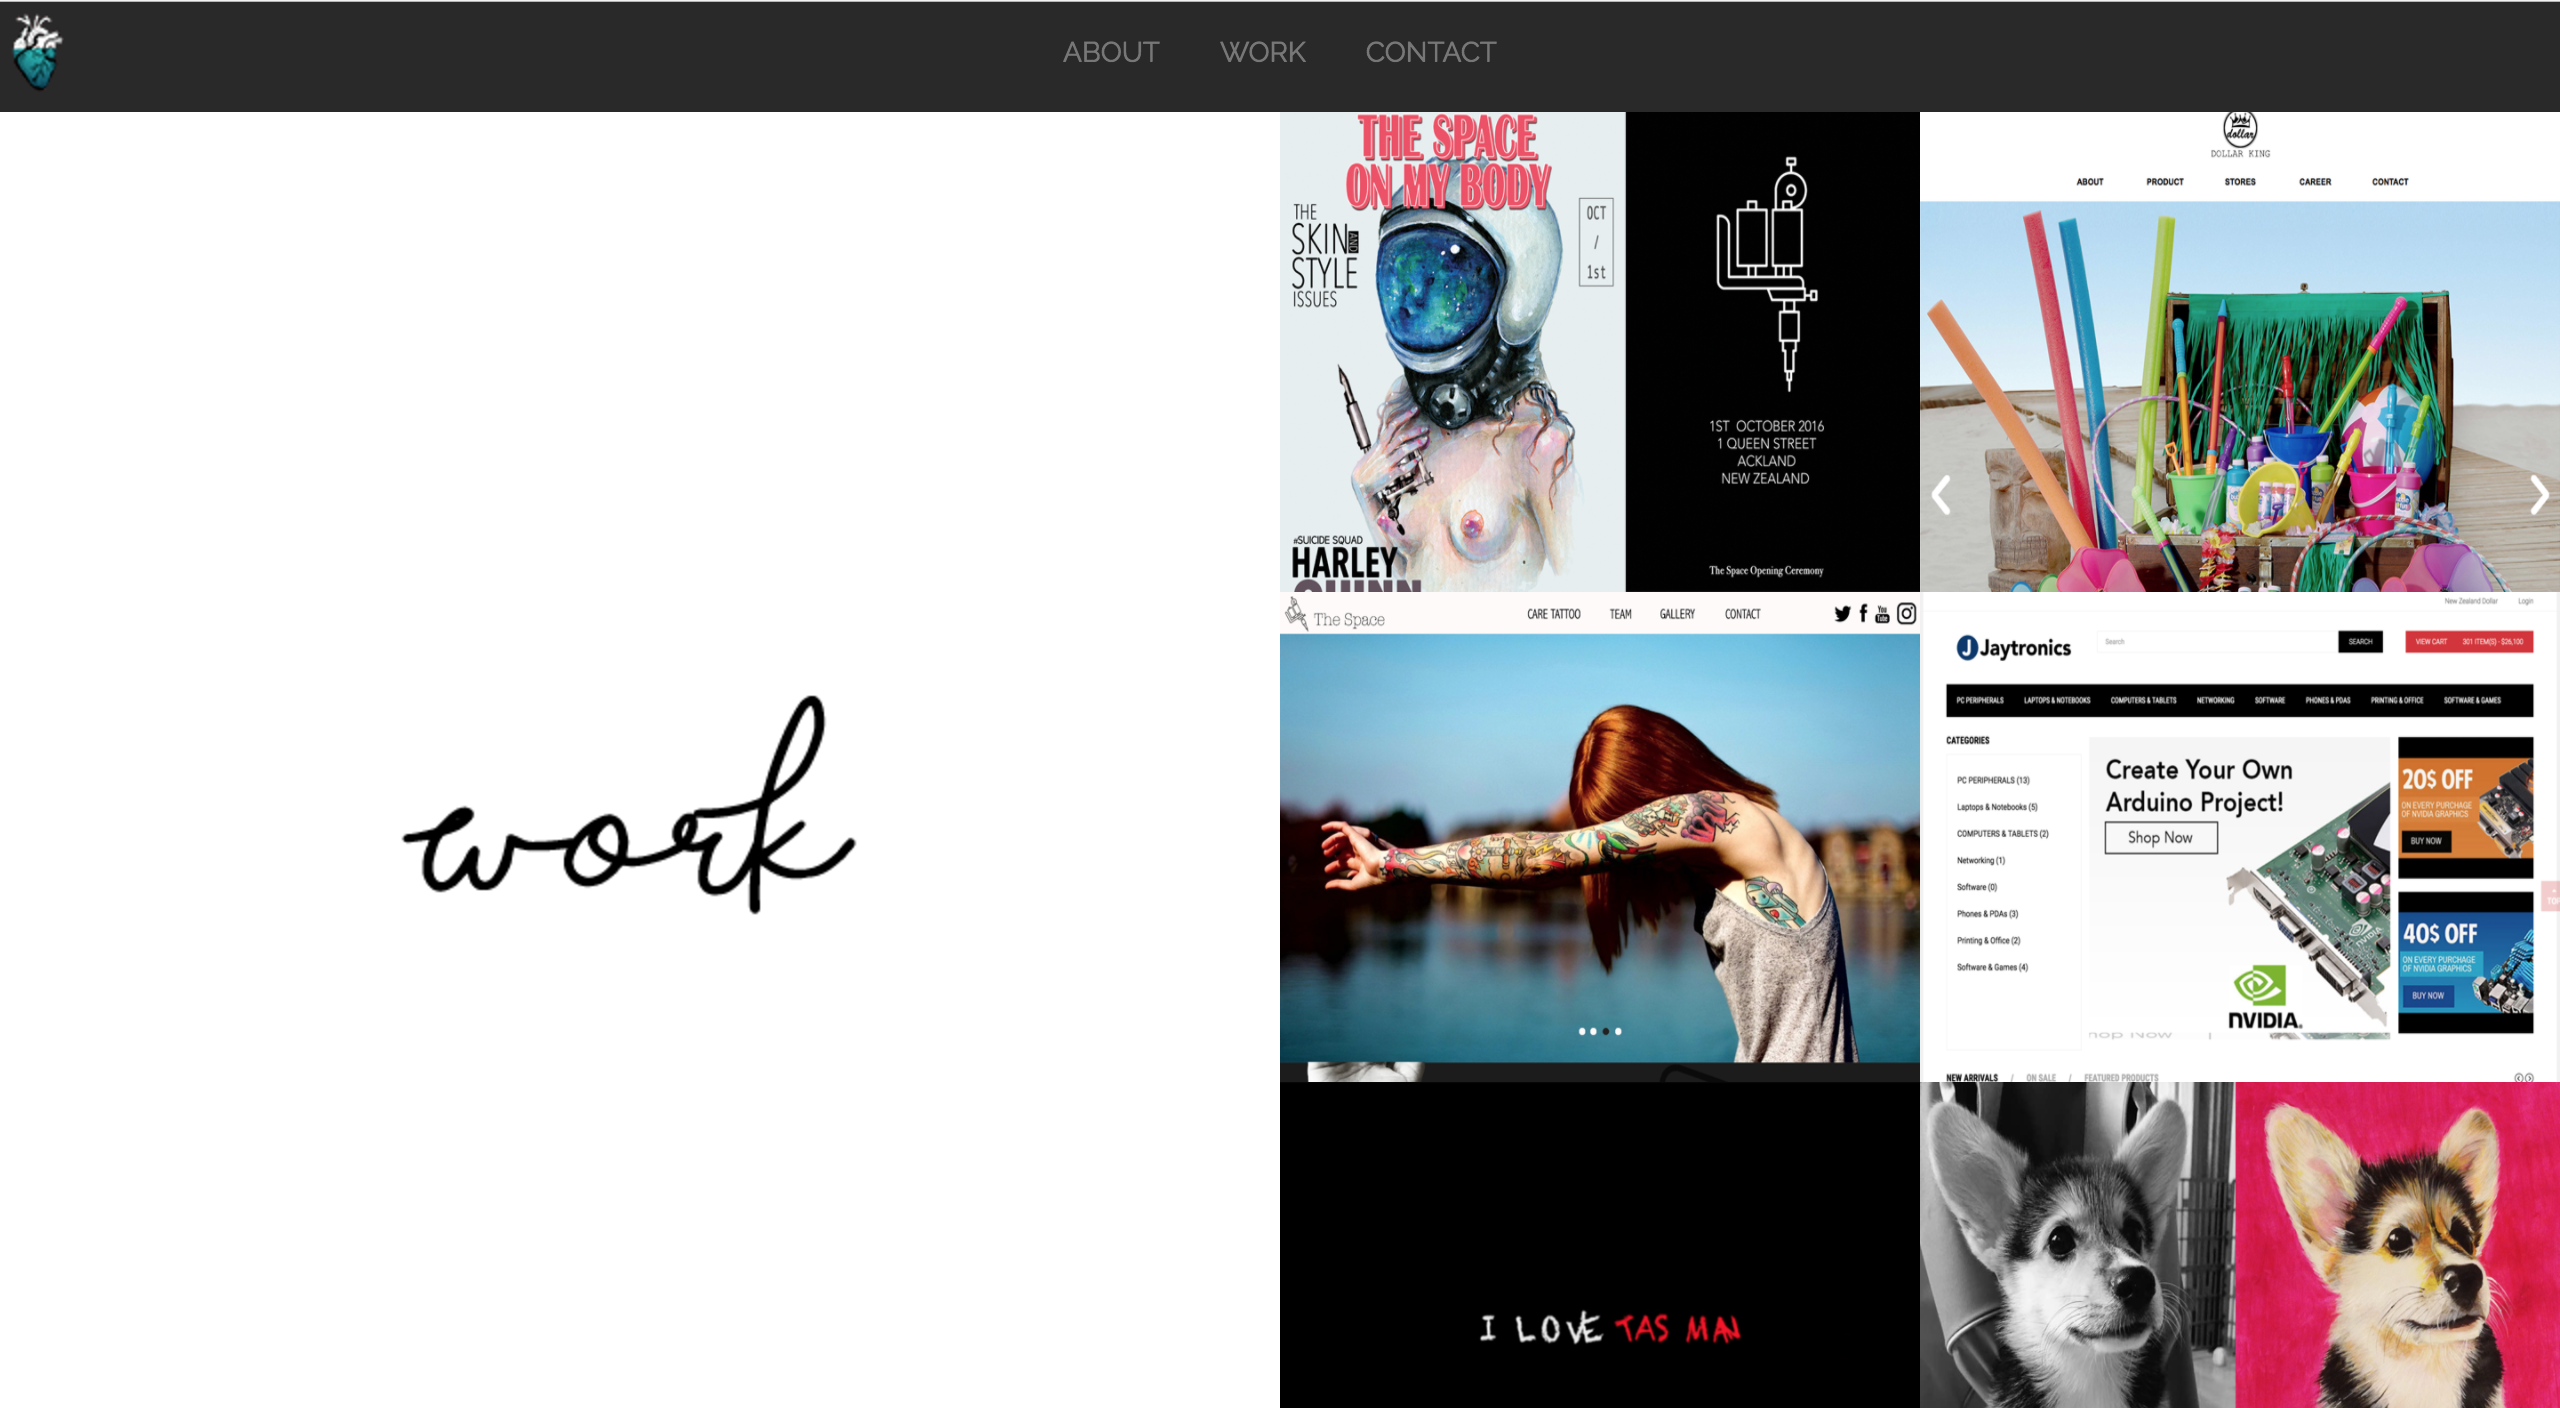 ABOUT WORK CONTACT
work
THE SPACE
ON MY BODY
THE
SKIN AND
STYLE
ISSUES
OCT
/
1st
#SUICIDE SQUAD
HARLEY
QUINN
1ST OCTOBER 2016
1 QUEEN STREET
ACKLAND
NEW ZEALAND
The Space Opening Ceremony
dollar
DOLLAR KING
ABOUT PRODUCT STORES CAREER CONTACT
The Space CARE TATTOO TEAM GALLERY CONTACT
You
Tube
New Zealand Dollar Login
J Jaytronics Search SEARCH VIEW CART 301 ITEM(S) - $26,100
PC PERIPHERALS LAPTOPS & NOTEBOOKS COMPUTERS & TABLETS NETWORKING SOFTWARE PHONES & PDAS PRINTING & OFFICE SOFTWARE & GAMES
CATEGORIES
PC PERIPHERALS (13)
Laptops & Notebooks (5)
COMPUTERS & TABLETS (2)
Networking (1)
Software (0)
Phones & PDAs (3)
Printing & Office (2)
Software & Games (4)
Create Your Own
Arduino Project!
Shop Now
NVIDIA
NVIDIA.
20$ OFF
ON EVERY PURCHASE
OF NVIDIA GRAPHICS
BUY NOW
40$ OFF
ON EVERY PURCHASE
OF NVIDIA GRAPHICS
BUY NOW
TOP
NEW ARRIVALS / ON SALE / FEATURED PRODUCTS
I LOVE TAS MAN